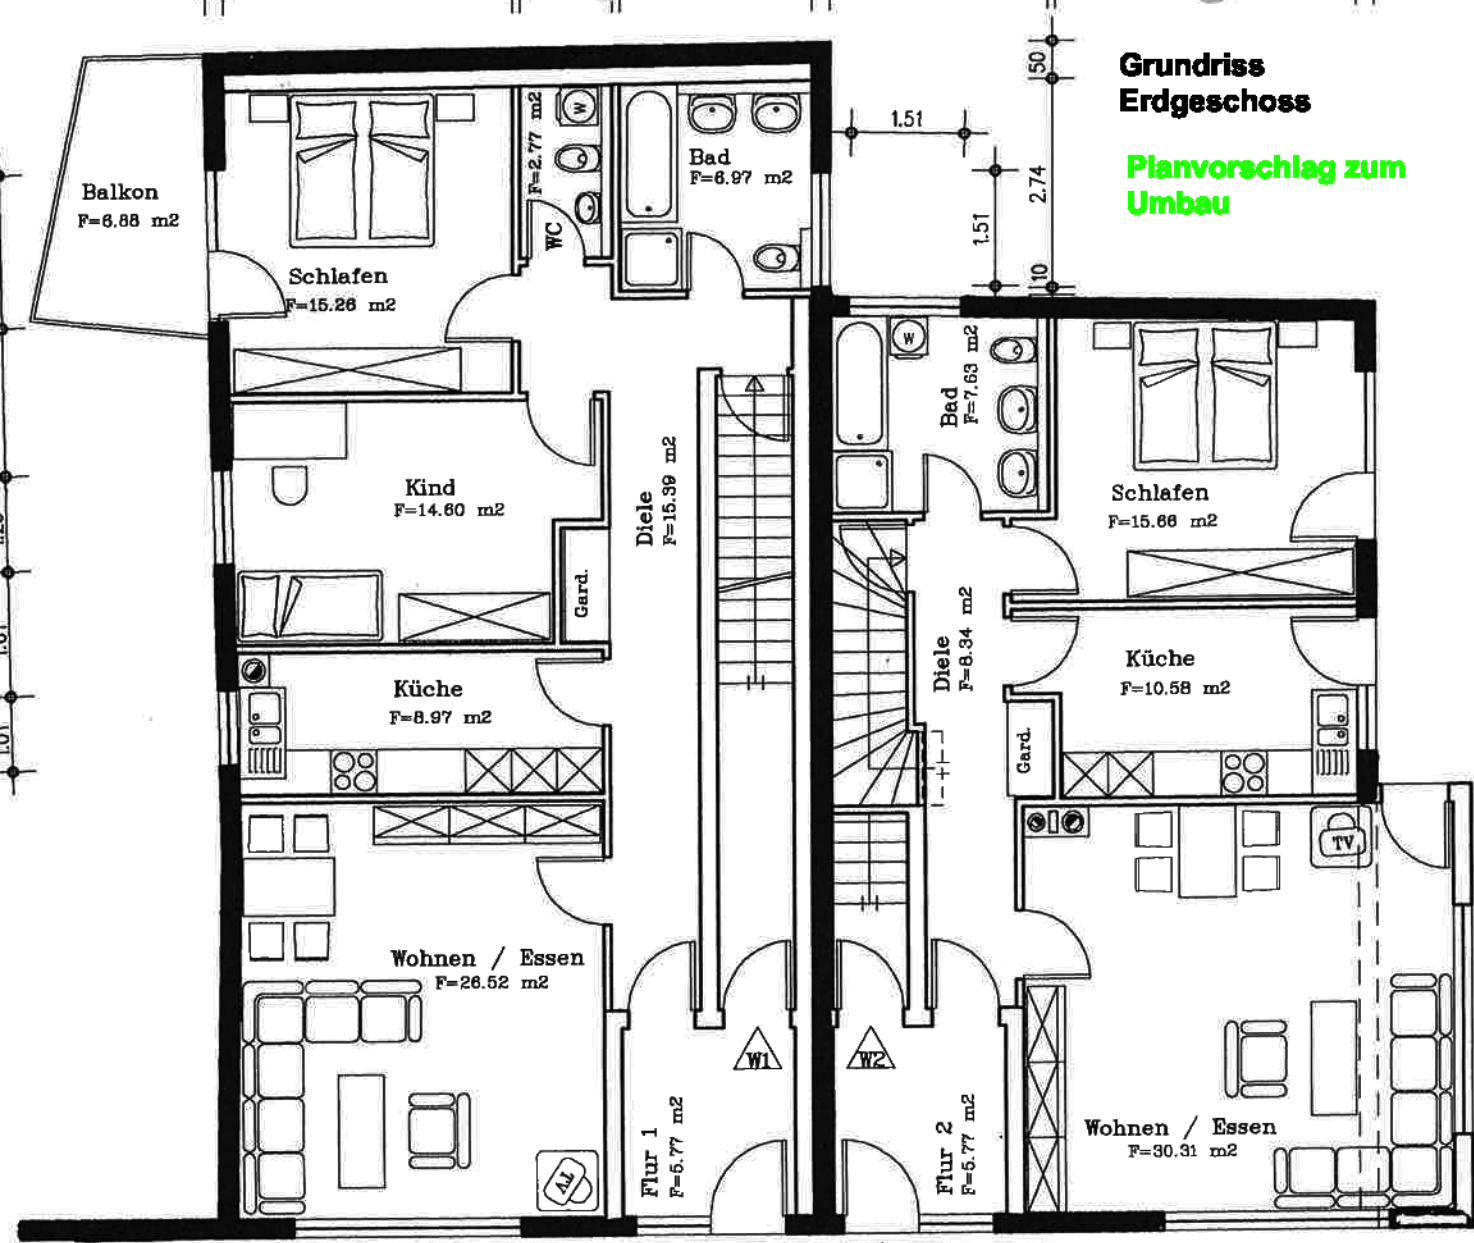 Grundriss
Erdgeschoss
Planvorschlag zum
Umbau
50
2.74
10
1.51
1.51
Balkon
F=6.88 m2
Schlafen
F=15.26 m2
WC
F=2.77 m2
W
Bad
F=6.97 m2
Kind
F=14.60 m2
Gard.
Diele
F=15.39 m2
Küche
F=8.97 m2
Wohnen / Essen
F=26.52 m2
TV
Flur 1
F=5.77 m2
W1
W2
Flur 2
F=5.77 m2
W
Bad
F=7.63 m2
Schlafen
F=15.66 m2
Diele
F=8.34 m2
Küche
F=10.58 m2
Gard.
TV
Wohnen / Essen
F=30.31 m2
1.01